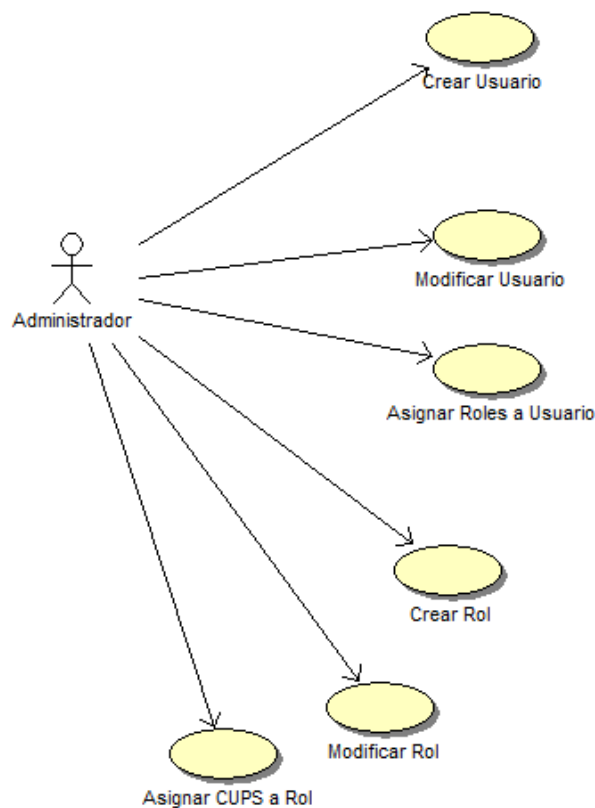 Crear Usuario
Modificar Usuario
Administrador
Asignar Roles a Usuario
Crear Rol
Modificar Rol
Asignar CUPS a Rol